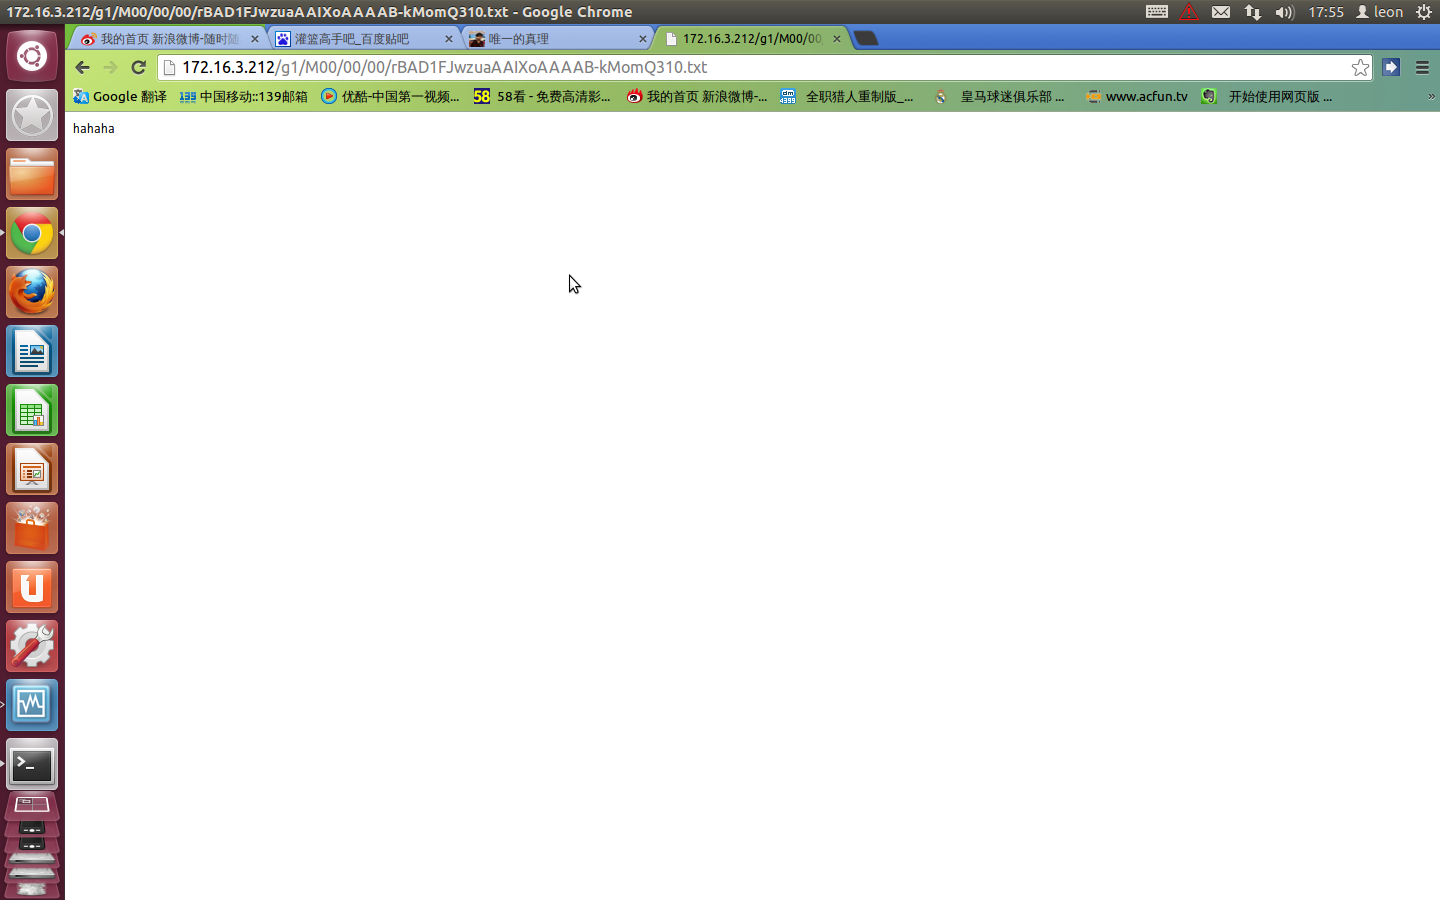 172.16.3.212/g1/M00/00/00/rBAD1FJwzuaAAIXoAAAAB-kMomQ310.txt - Google Chrome
17:55
leon
我的首页 新浪微博-随时随
灌篮高手吧_百度贴吧
唯一的真理
172.16.3.212/g1/M00/00
172.16.3.212/g1/M00/00/00/rBAD1FJwzuaAAIXoAAAAB-kMomQ310.txt
Google 翻译
139
中国移动::139邮箱
优酷-中国第一视频...
58
58看 - 免费高清影...
我的首页 新浪微博-...
dm
4399
全职猎人重制版_...
皇马球迷俱乐部 ...
www.acfun.tv
开始使用网页版 ...
»
hahaha